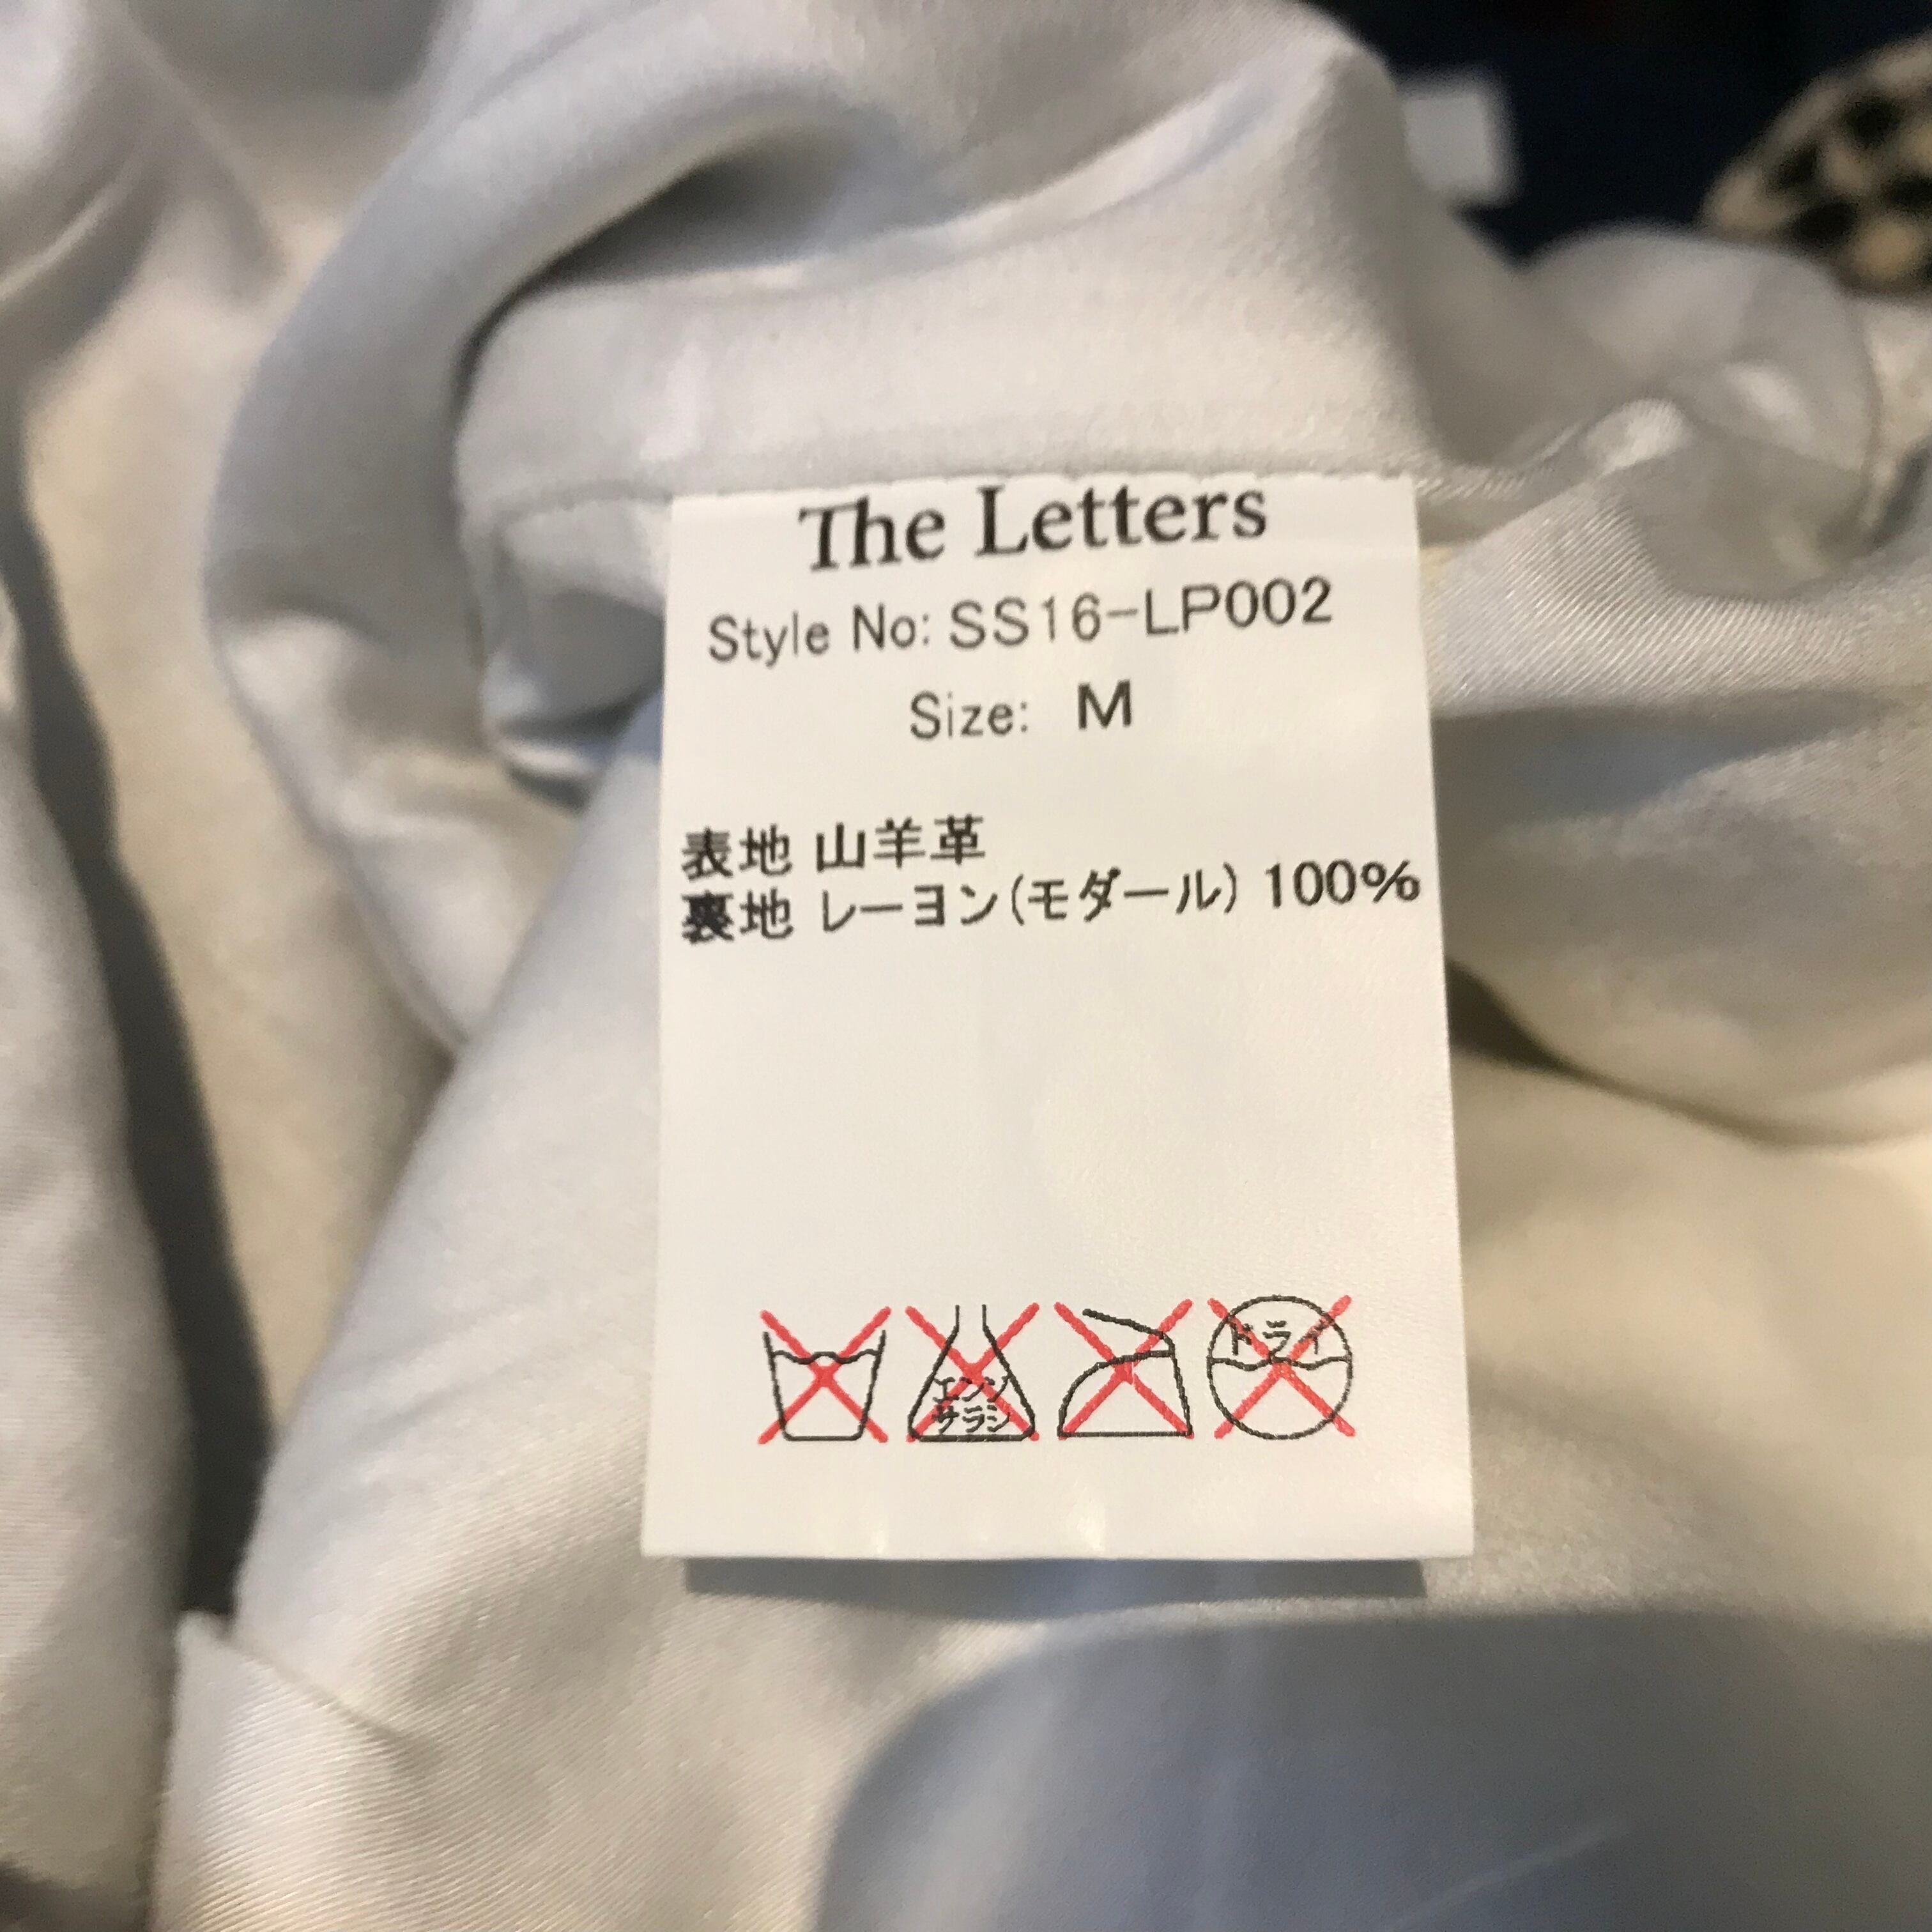 The Letters
Style No: SS16-LP002
Size: M
表地 山羊革
裏地 レーヨン(モダール) 100%
エンソ
サラシ
ドライ